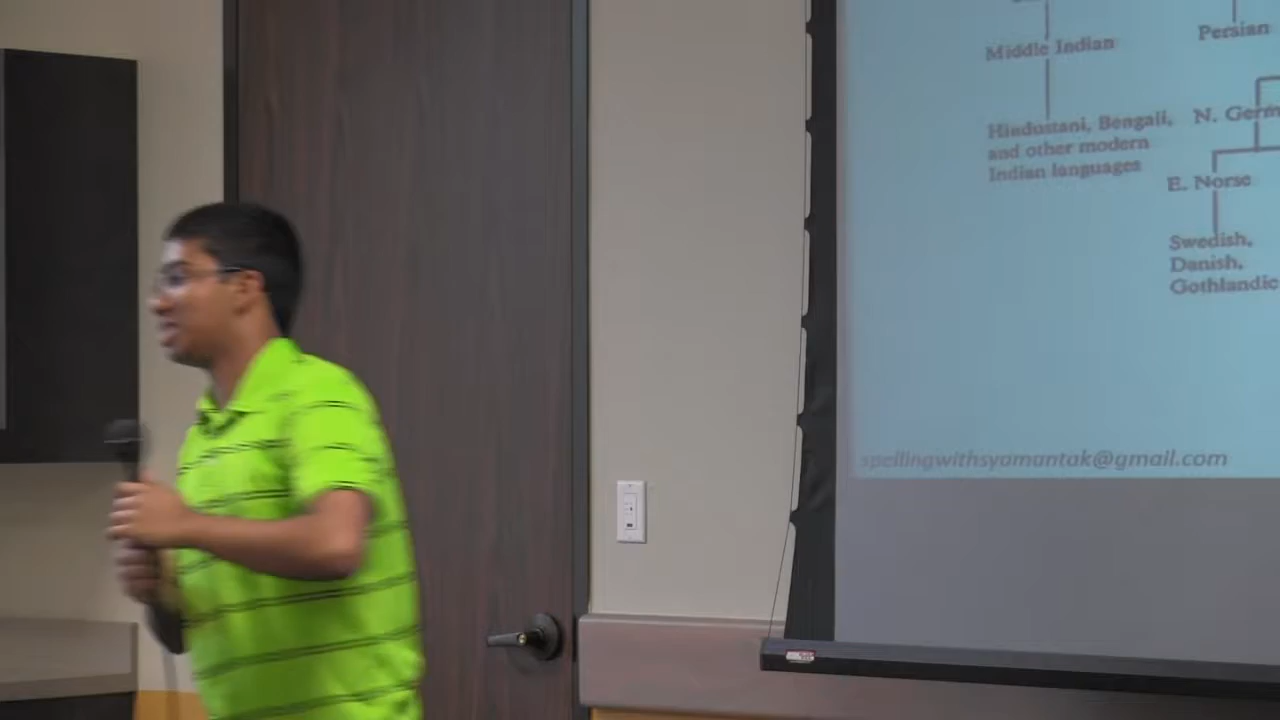 Middle Indian
Persian
Hindustani, Bengali,
and other modern
Indian languages
N. Germ
E. Norse
Swedish,
Danish,
Gothlandic
spellingwithsyamantak@gmail.com